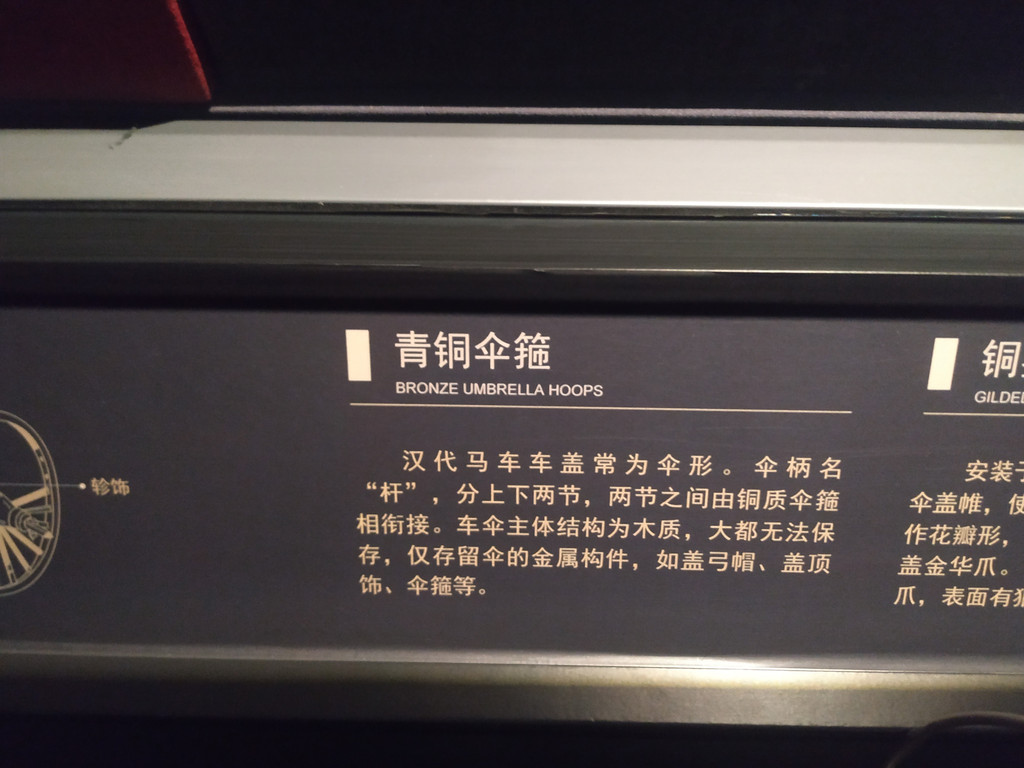 青铜伞箍
BRONZE UMBRELLA HOOPS
汉代马车车盖常为伞形。伞柄名
“杆”，分上下两节，两节之间由铜质伞箍
相衔接。车伞主体结构为木质，大都无法保
存，仅存留伞的金属构件，如盖弓帽、盖顶
饰、伞箍等。
轸饰
铜
安装
伞盖帷，使
作花瓣形，
盖金华爪。
爪，表面有